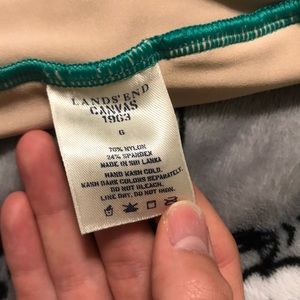 LANDS' END
CANVAS
1963
6
70% NYLON
24% SPANDEX
MADE IN SRI LANKA
HAND WASH COLD.
WASH DARK COLORS SEPARATELY.
DO NOT BLEACH.
LINE DRY. DO NOT IRON.